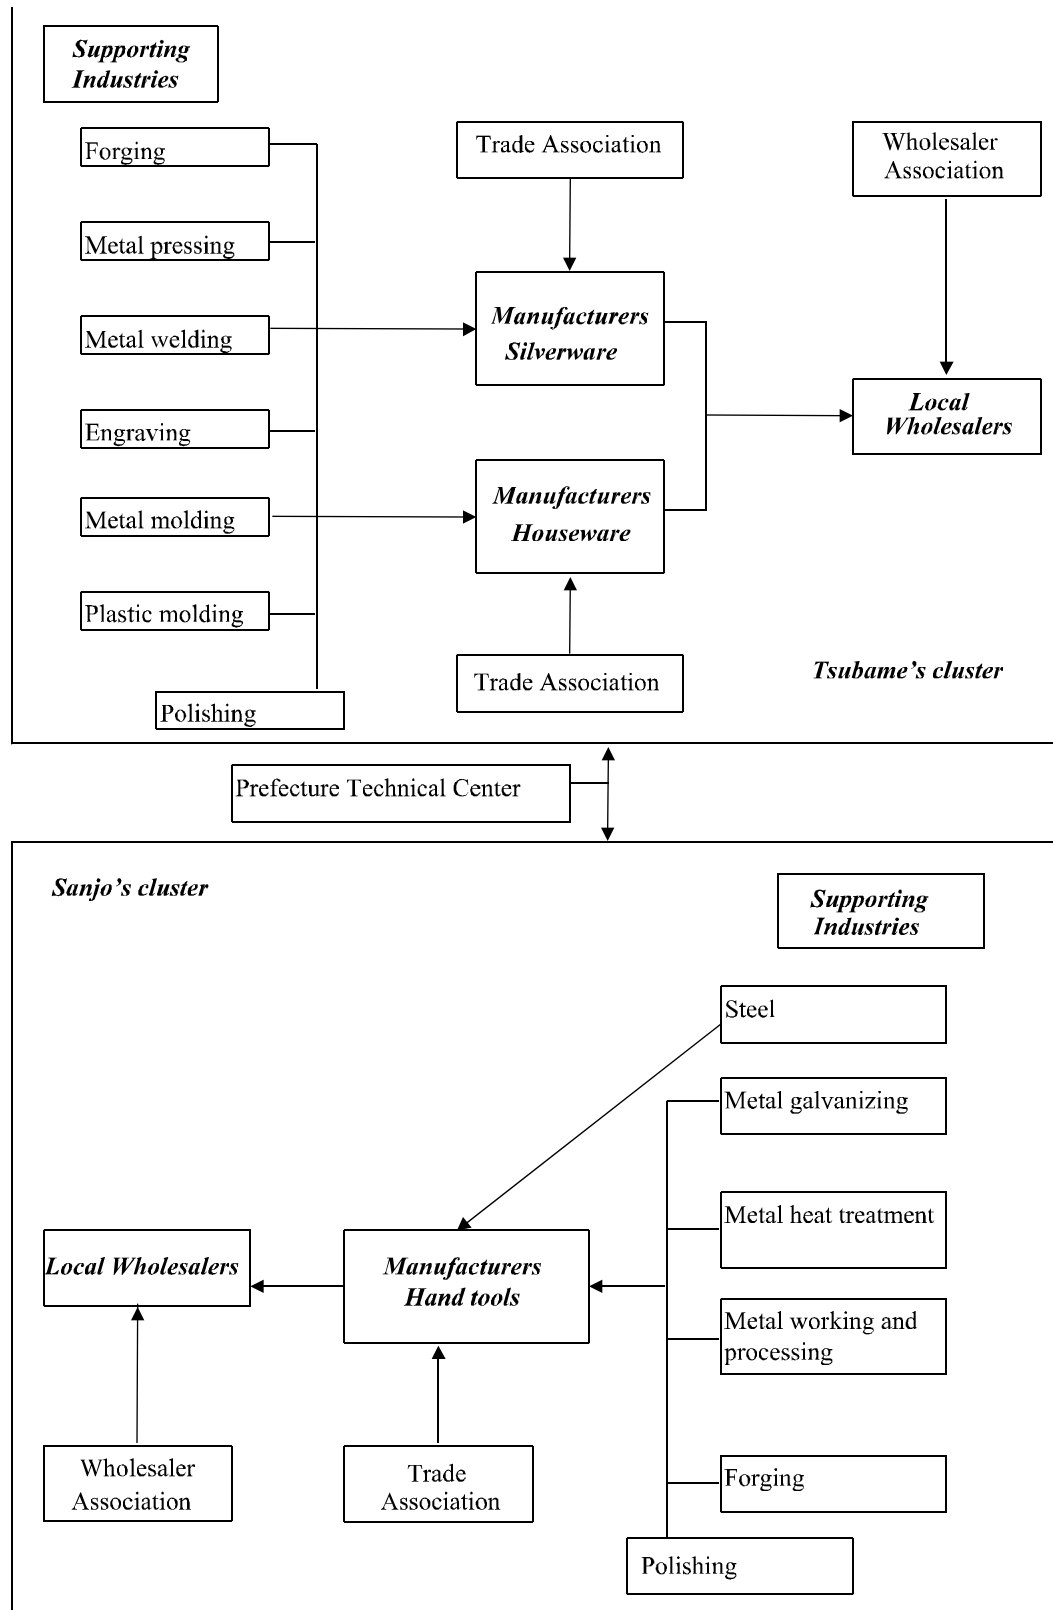 Supporting
Industries
Forging
Trade Association
Wholesaler
Association
Metal pressing
Manufacturers
Silverware
Metal welding
Local
Wholesalers
Engraving
Manufacturers
Houseware
Metal molding
Plastic molding
Trade Association
Tsubame’s cluster
Polishing
Prefecture Technical Center
Sanjo’s cluster
Supporting
Industries
Steel
Metal galvanizing
Metal heat treatment
Local Wholesalers
Manufacturers
Hand tools
Metal working and
processing
Wholesaler
Association
Trade
Association
Forging
Polishing